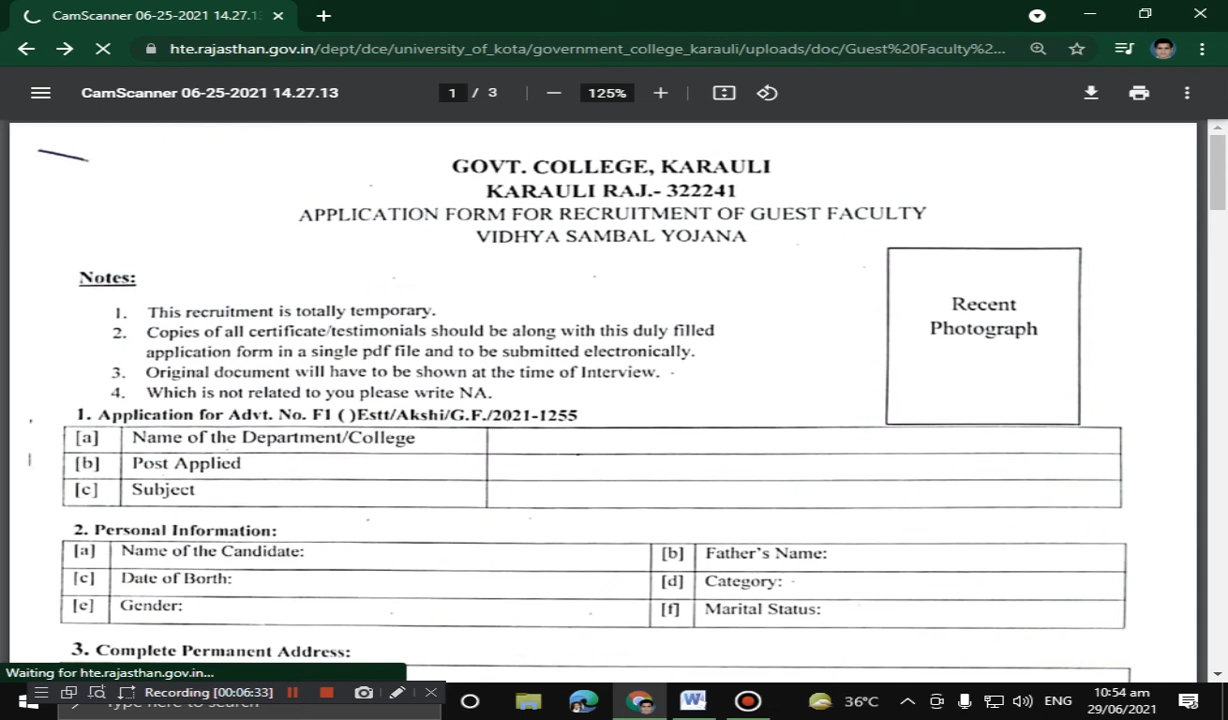 CamScanner 06-25-2021 14.27.1
hte.rajasthan.gov.in/dept/dce/university_of_kota/government_college_karauli/uploads/doc/Guest%20Faculty%2...
CamScanner 06-25-2021 14.27.13
1 / 3
125%
GOVT. COLLEGE, KARAULI
KARAULI RAJ.- 322241
APPLICATION FORM FOR RECRUITMENT OF GUEST FACULTY
VIDHYA SAMBAL YOJANA
Recent
Photograph
Notes:
1. This recruitment is totally temporary.
2. Copies of all certificate/testimonials should be along with this duly filled
application form in a single pdf file and to be submitted electronically.
3. Original document will have to be shown at the time of Interview.
4. Which is not related to you please write NA.
1. Application for Advt. No. F1 ( )Estt/Akshi/G.F./2021-1255
[a] Name of the Department/College
[b] Post Applied
[c] Subject
2. Personal Information:
[a] Name of the Candidate: [b] Father's Name:
[c] Date of Borth: [d] Category:
[e] Gender: [f] Marital Status:
3. Complete Permanent Address:
Waiting for hte.rajasthan.gov.in...
Recording [00:06:33]
Type here to search
36°C
ENG
10:54 am
29/06/2021